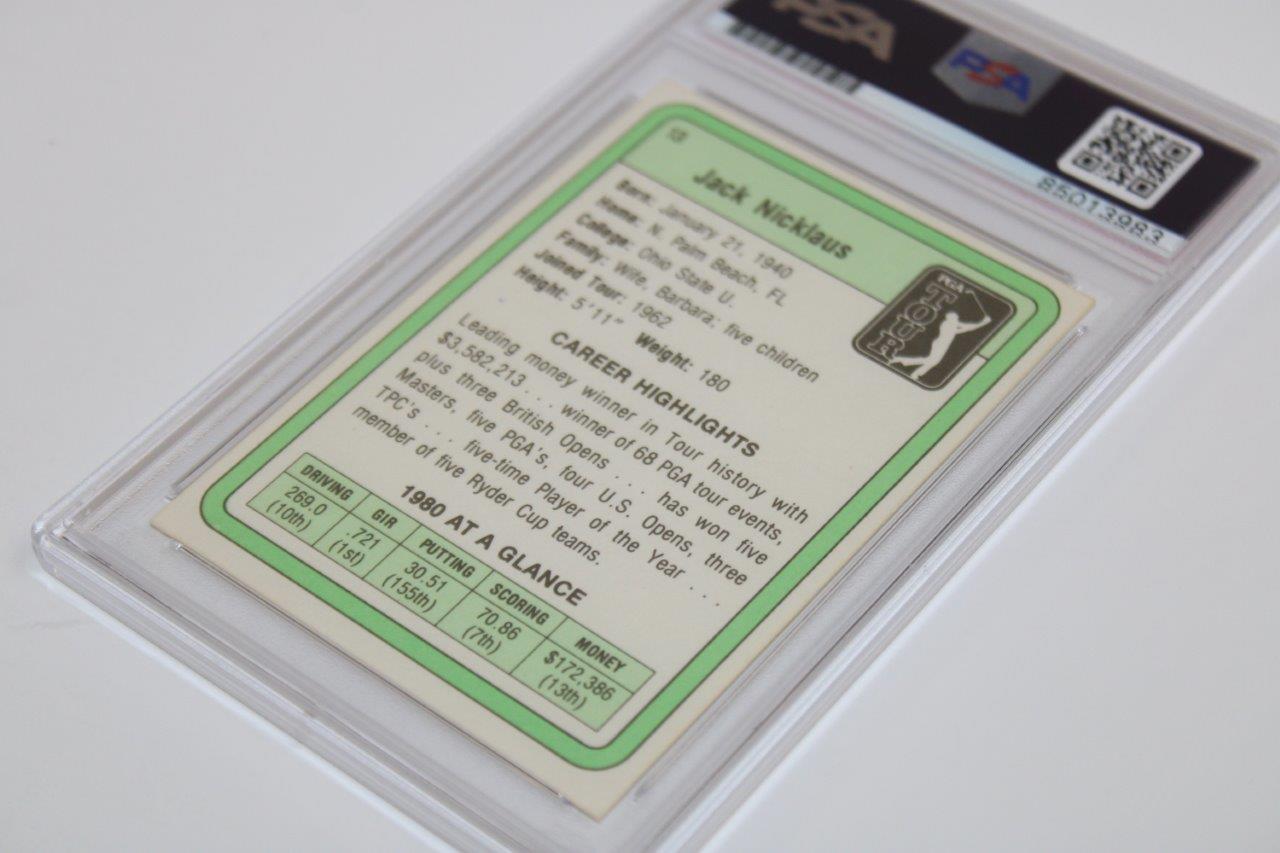 PSA
PSA
85013983
13
Jack Nicklaus
Born: January 21, 1940
Home: N. Palm Beach, FL
College: Ohio State U.
Family: Wife, Barbara; five children
Joined Tour: 1962
Height: 5'11" Weight: 180
PGA
TOUR
CAREER HIGHLIGHTS
Leading money winner in Tour history with
$3,582,213 . . . winner of 68 PGA tour events,
plus three British Opens . . . has won five
Masters, five PGA's, four U.S. Opens, three
TPC's . . . five-time Player of the Year . . .
member of five Ryder Cup teams.
1980 AT A GLANCE
DRIVING GIR PUTTING SCORING MONEY
269.0 .721 30.51 70.86 $172,386
(10th) (1st) (155th) (7th) (13th)